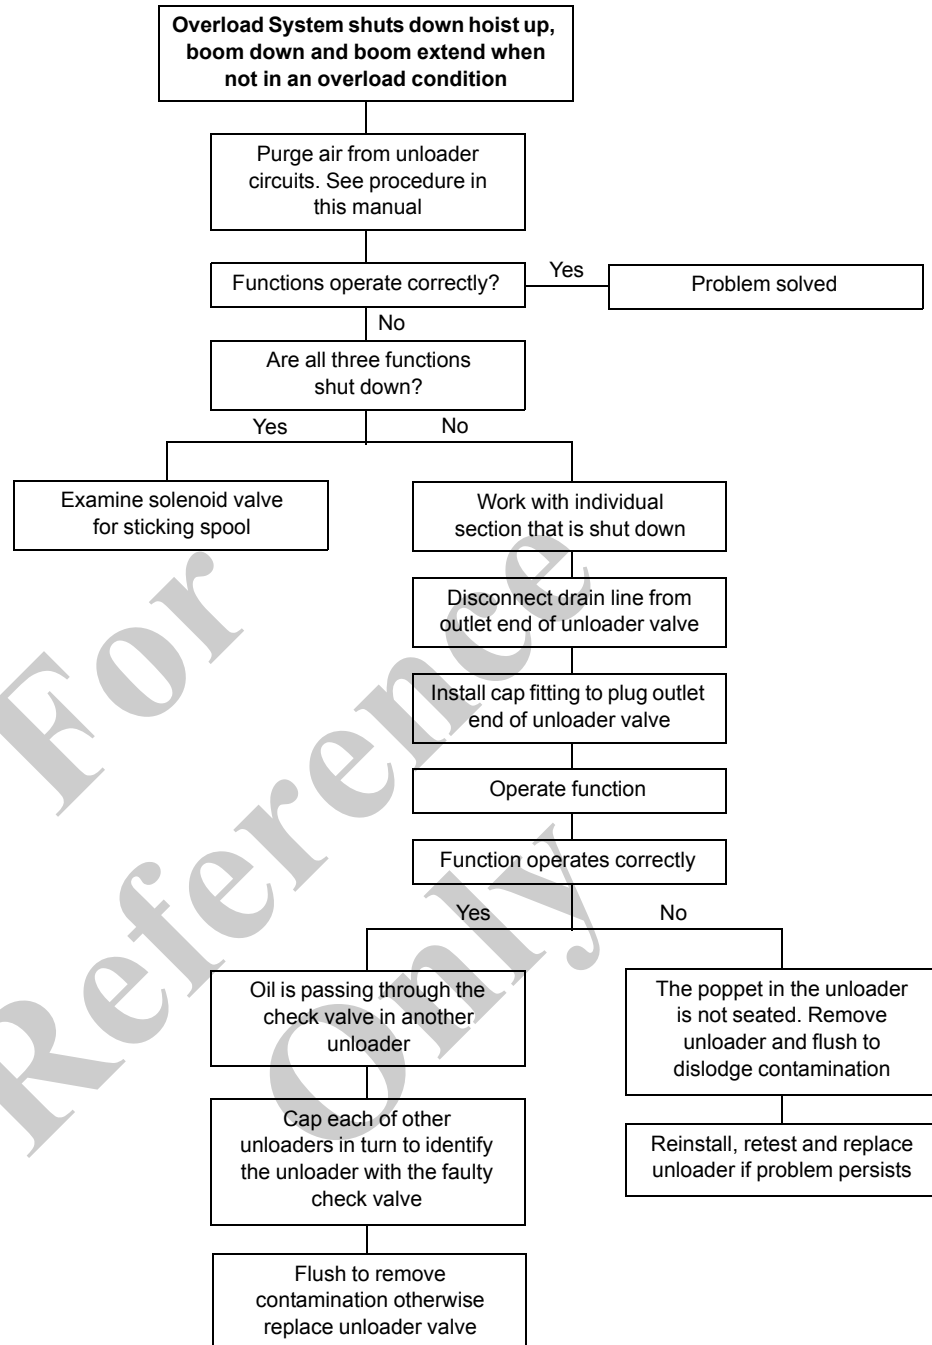 Overload System shuts down hoist up,
boom down and boom extend when
not in an overload condition
Purge air from unloader
circuits. See procedure in
this manual
Functions operate correctly?
Yes
Problem solved
No
Are all three functions
shut down?
Yes
No
Examine solenoid valve
for sticking spool
Work with individual
section that is shut down
Disconnect drain line from
outlet end of unloader valve
Install cap fitting to plug outlet
end of unloader valve
Operate function
Function operates correctly
Yes
No
Oil is passing through the
check valve in another
unloader
The poppet in the unloader
is not seated. Remove
unloader and flush to
dislodge contamination
Cap each of other
unloaders in turn to identify
the unloader with the faulty
check valve
Reinstall, retest and replace
unloader if problem persists
Flush to remove
contamination otherwise
replace unloader valve
For
Reference
Only